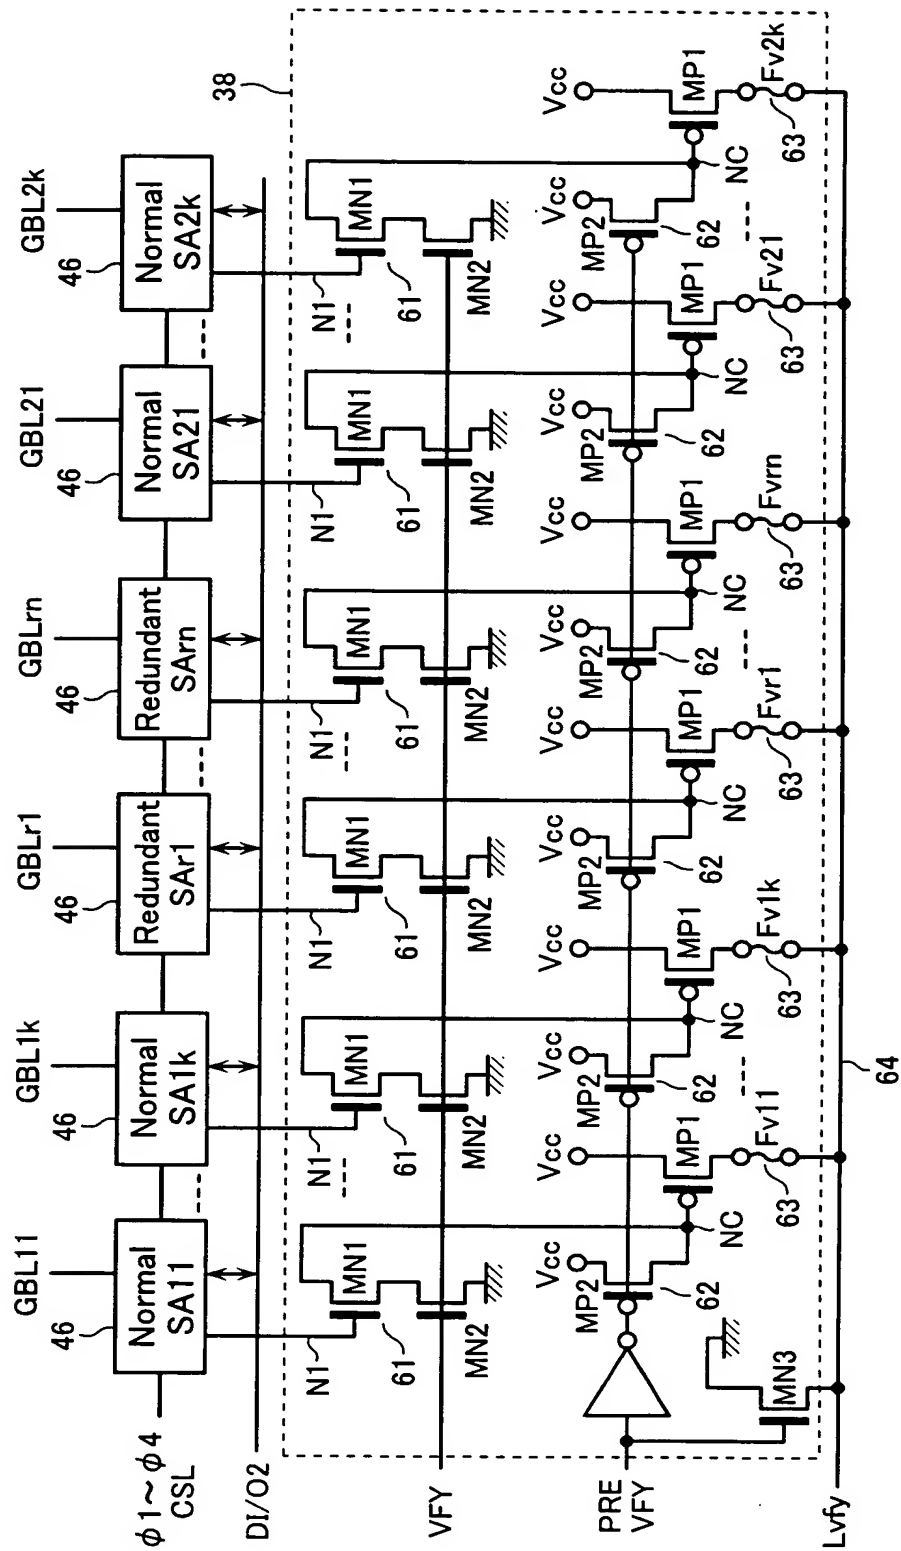 GBL11
GBL1k
GBLr1
GBLrn
GBL21
GBL2k
46
46
46
46
46
46
38
ϕ1～ϕ4
CSL
Normal
SA11
Normal
SA1k
Redundant
SAr1
Redundant
SArn
Normal
SA21
Normal
SA2k
DI/O2
N1
N1
N1
N1
N1
N1
MN1
MN1
MN1
MN1
MN1
MN1
61
61
61
61
61
61
VFY
MN2
MN2
MN2
MN2
MN2
MN2
Vcc
Vcc
Vcc
Vcc
Vcc
Vcc
Vcc
Vcc
Vcc
Vcc
Vcc
Vcc
PRE
VFY
MP2
MP2
MP2
MP2
MP2
MP2
62
62
62
62
62
62
MP1
MP1
MP1
MP1
MP1
MP1
NC
NC
NC
NC
NC
NC
MN3
Fv11
Fv1k
Fvr1
Fvrn
Fv21
Fv2k
63
63
63
63
63
63
Lvfy
64